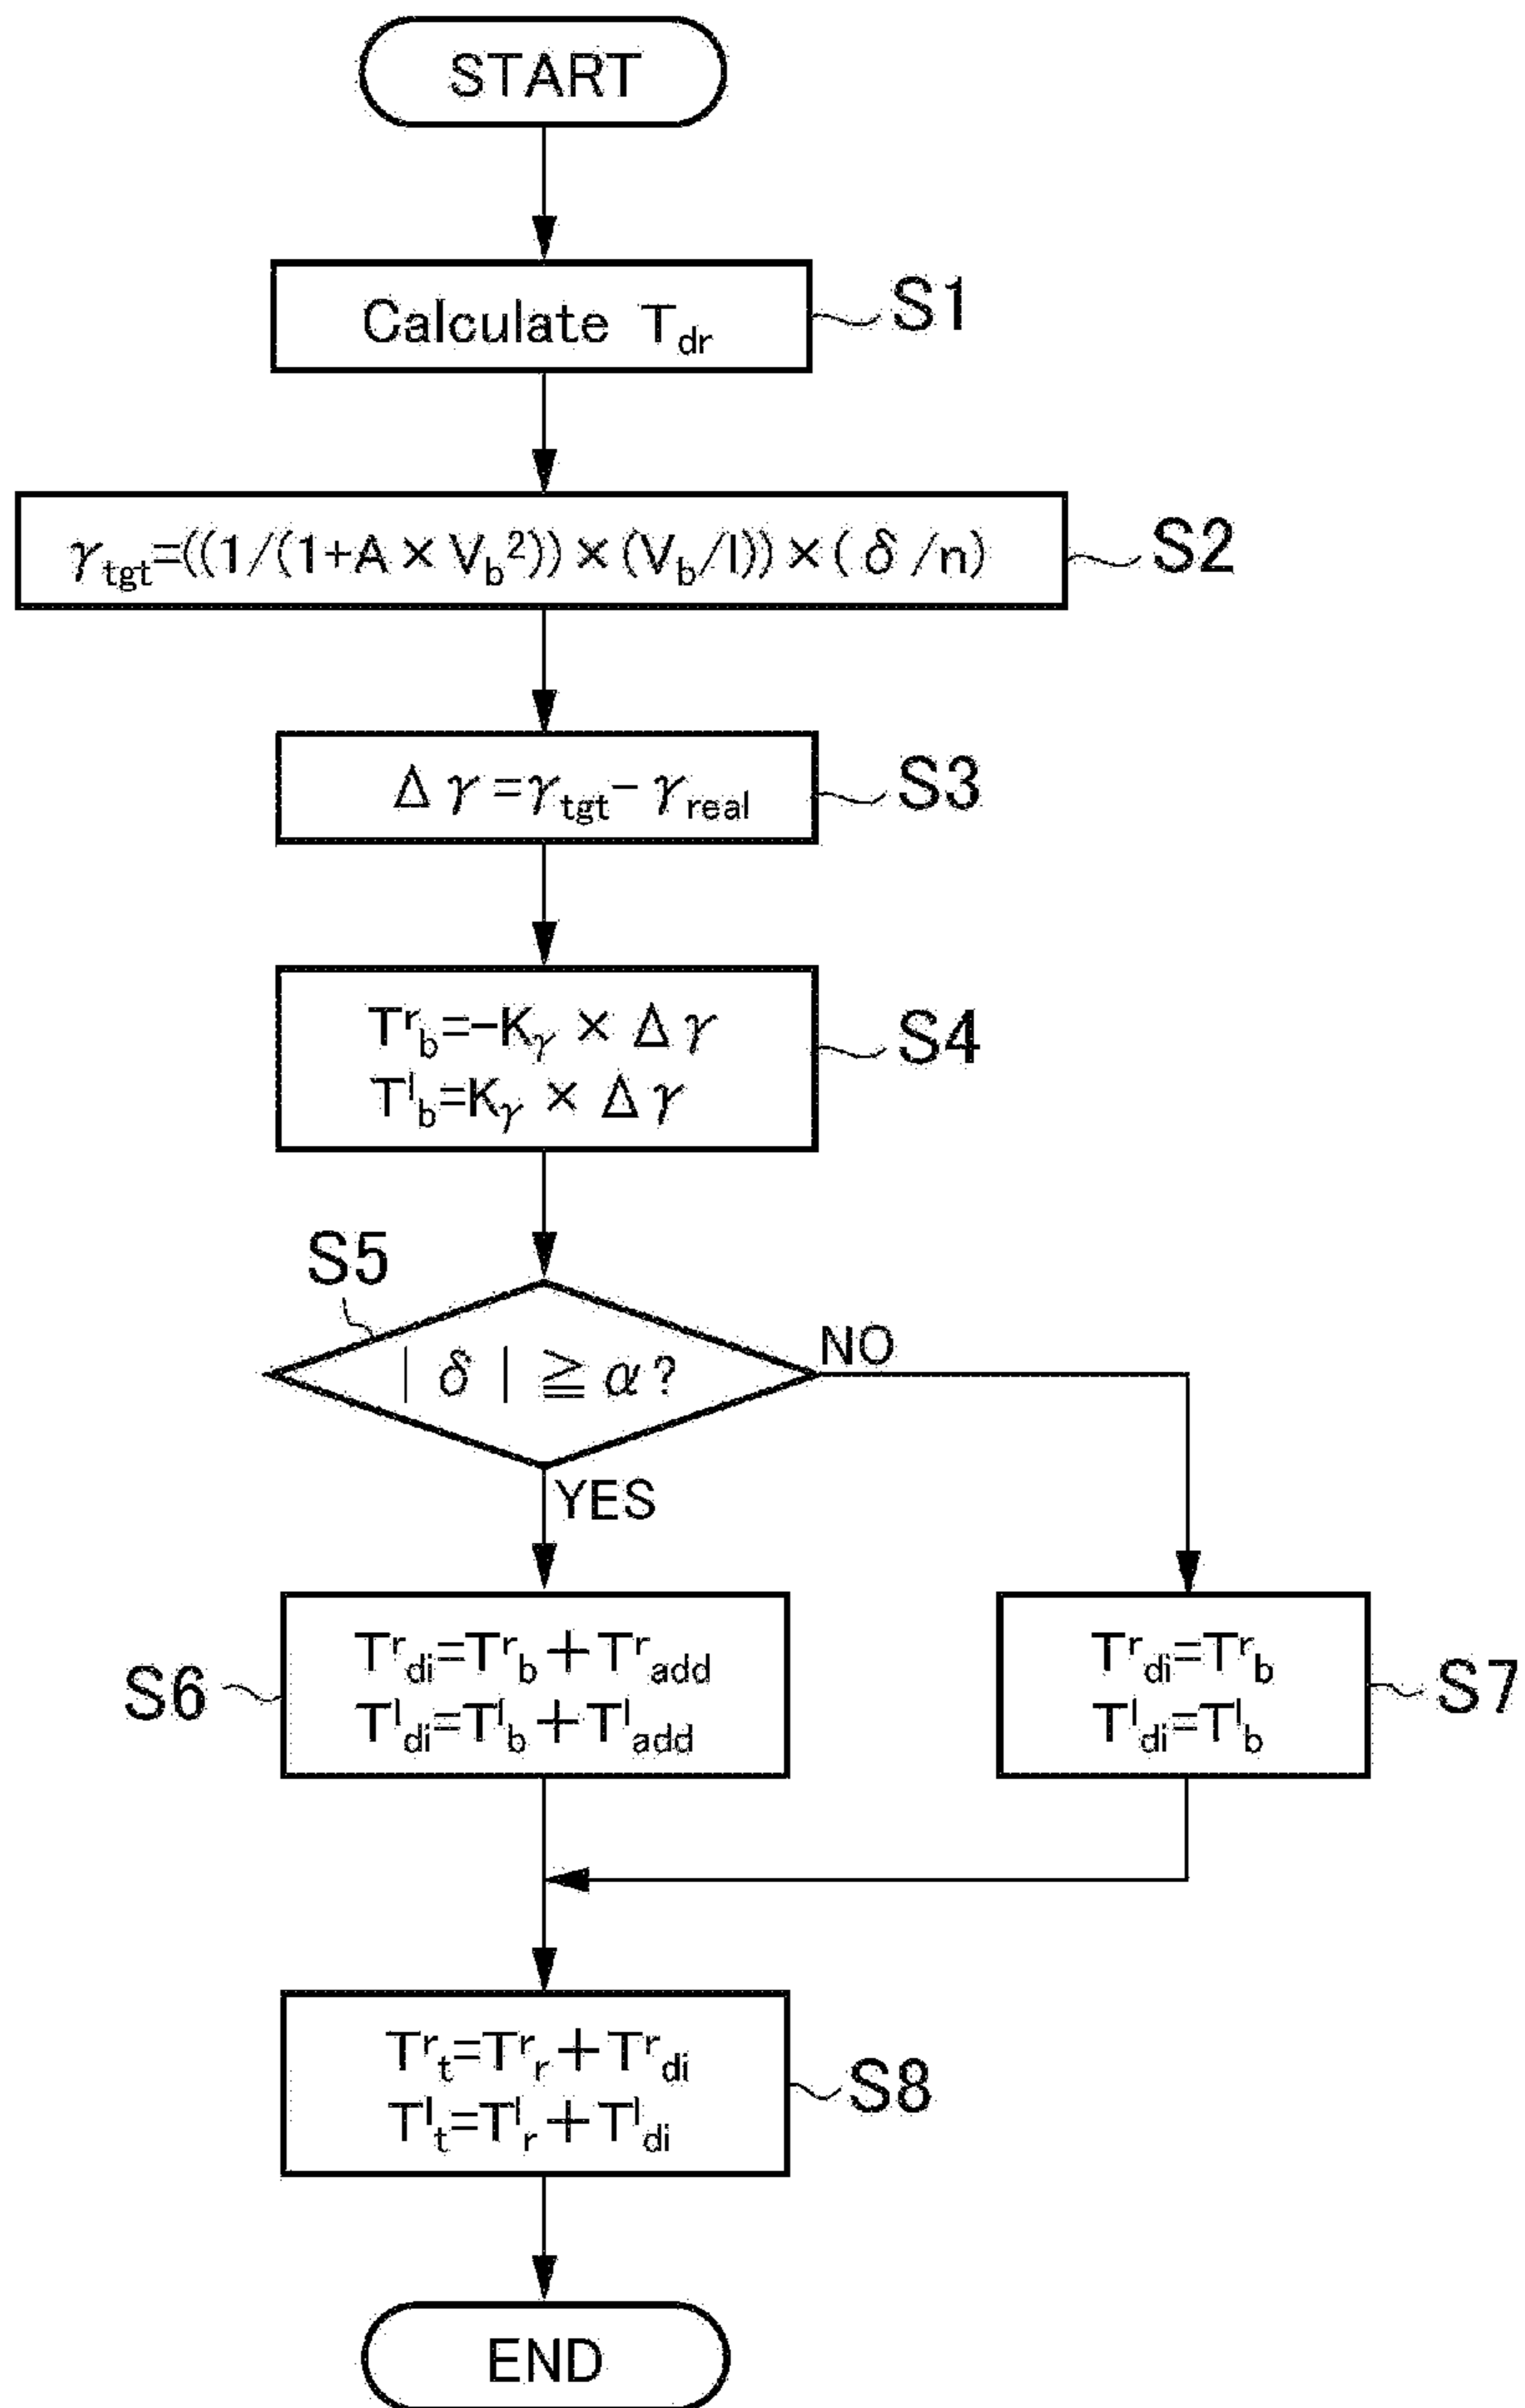 START
Calculate T_dr
S1
γ_tgt=((1/(1+A×V_b²))×(V_b/l))×(δ/n)
S2
Δγ=γ_tgt-γ_real
S3
T^r_b=-K_γ×Δγ
T^l_b=K_γ×Δγ
S4
S5
|δ|≧α?
NO
YES
T^r_di=T^r_b+T^r_add
T^l_di=T^l_b+T^l_add
S6
T^r_di=T^r_b
T^l_di=T^l_b
S7
T^r_t=T^r_r+T^r_di
T^l_t=T^l_r+T^l_di
S8
END